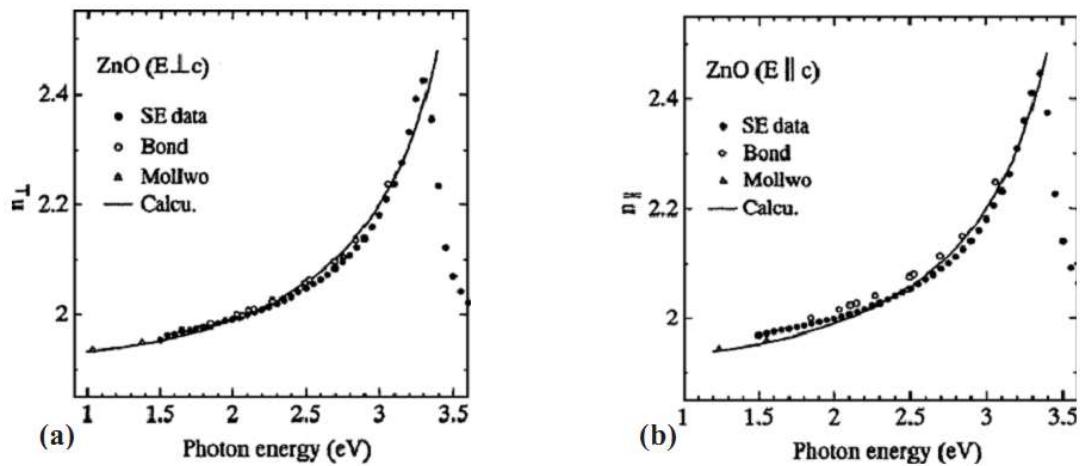 ZnO (E⊥c)
SE data
Bond
Mollwo
Calcu.
n⊥
2.4
2.2
2
1 1.5 2 2.5 3 3.5
Photon energy (eV)
(a)
ZnO (E || c)
SE data
Bond
Mollwo
Calcu.
n||
2.4
2.2
2
1 1.5 2 2.5 3 3.5
Photon energy (eV)
(b)